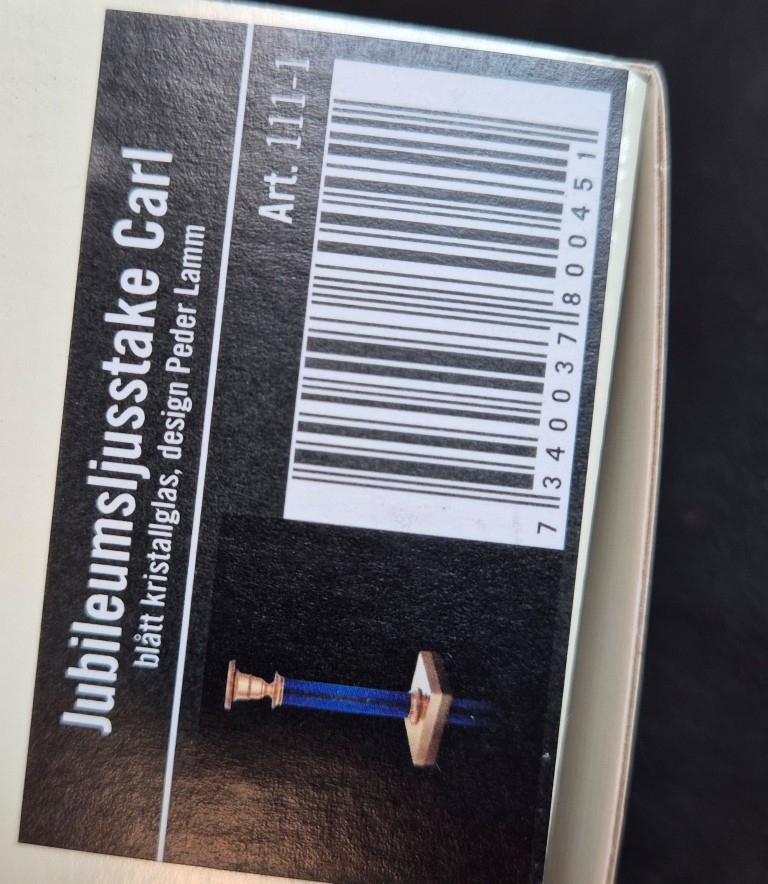 Jubileumsljusstake Carl
blått kristallglas, design Peder Lamm
Art. 111-1
7 340037 800451